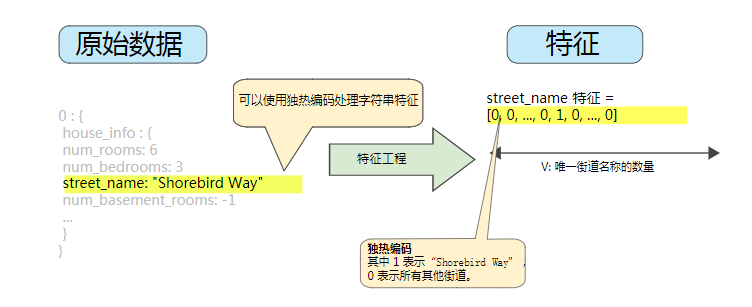 原始数据
特征
可以使用独热编码处理字符串特征
0 : {
house_info : {
num_rooms: 6
num_bedrooms: 3
street_name: "Shorebird Way"
num_basement_rooms: -1
...
}
}
特征工程
street_name 特征 =
[0, 0, ..., 0, 1, 0, ..., 0]
V: 唯一街道名称的数量
独热编码
其中 1 表示“Shorebird Way”，
0 表示所有其他街道。